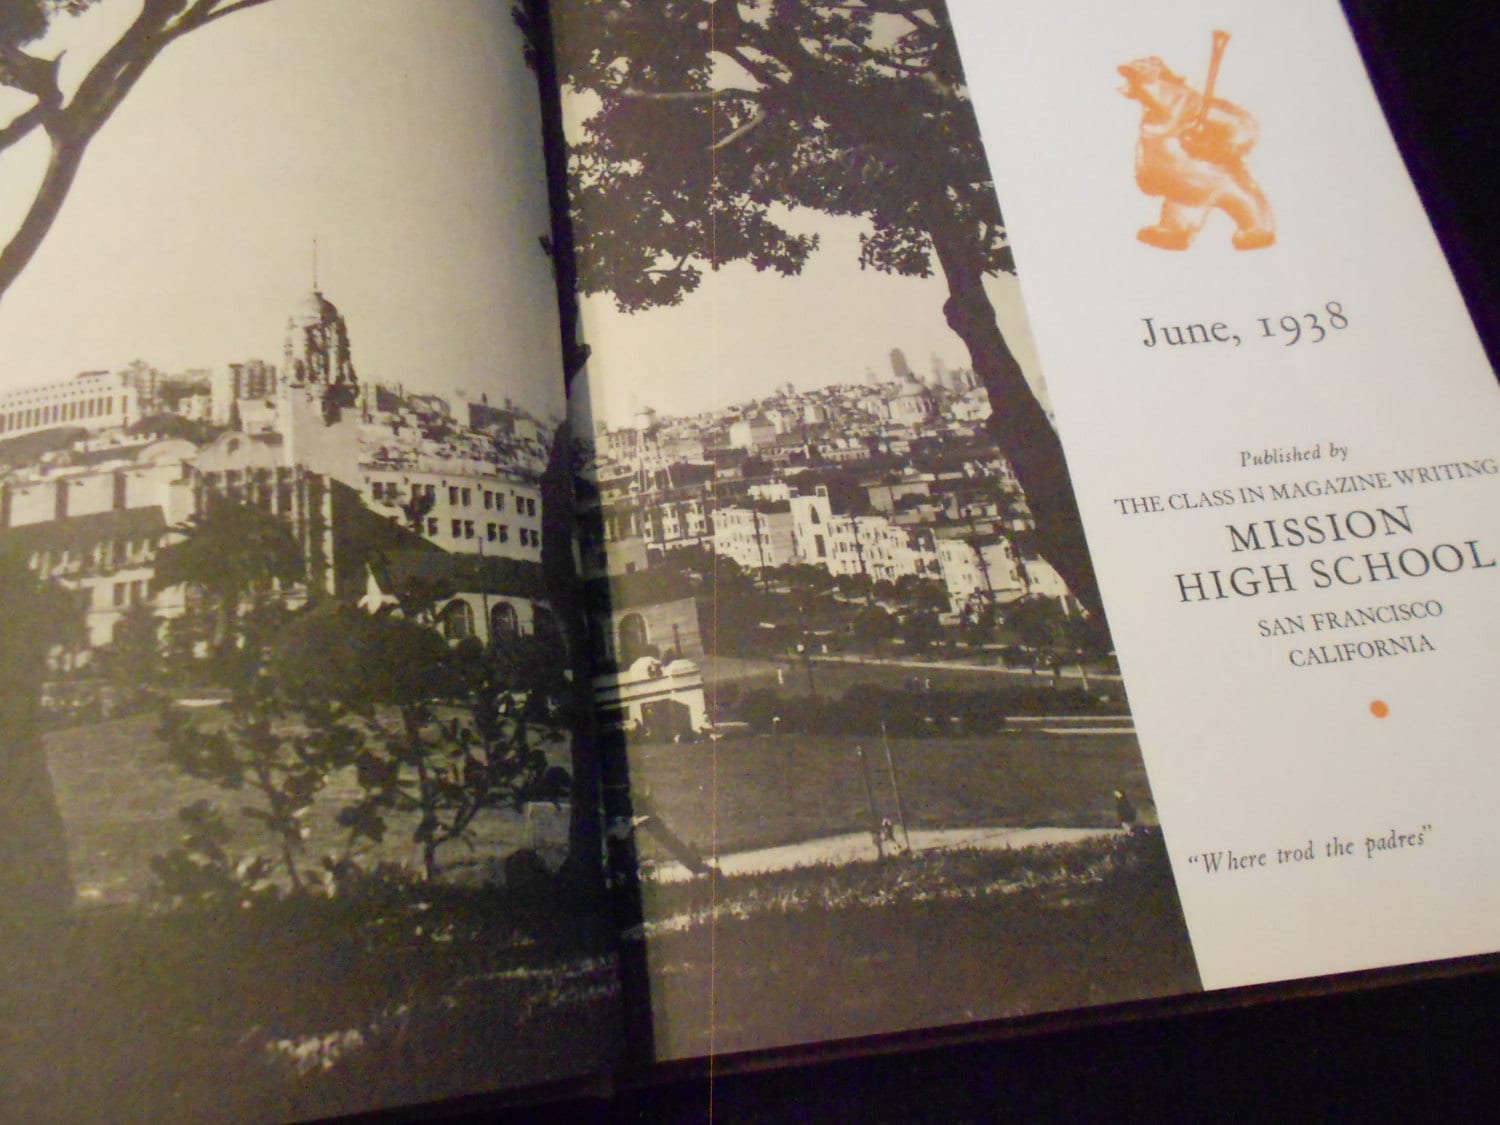 June, 1938
Published by
THE CLASS IN MAGAZINE WRITING
MISSION
HIGH SCHOOL
SAN FRANCISCO
CALIFORNIA
"Where trod the padres"